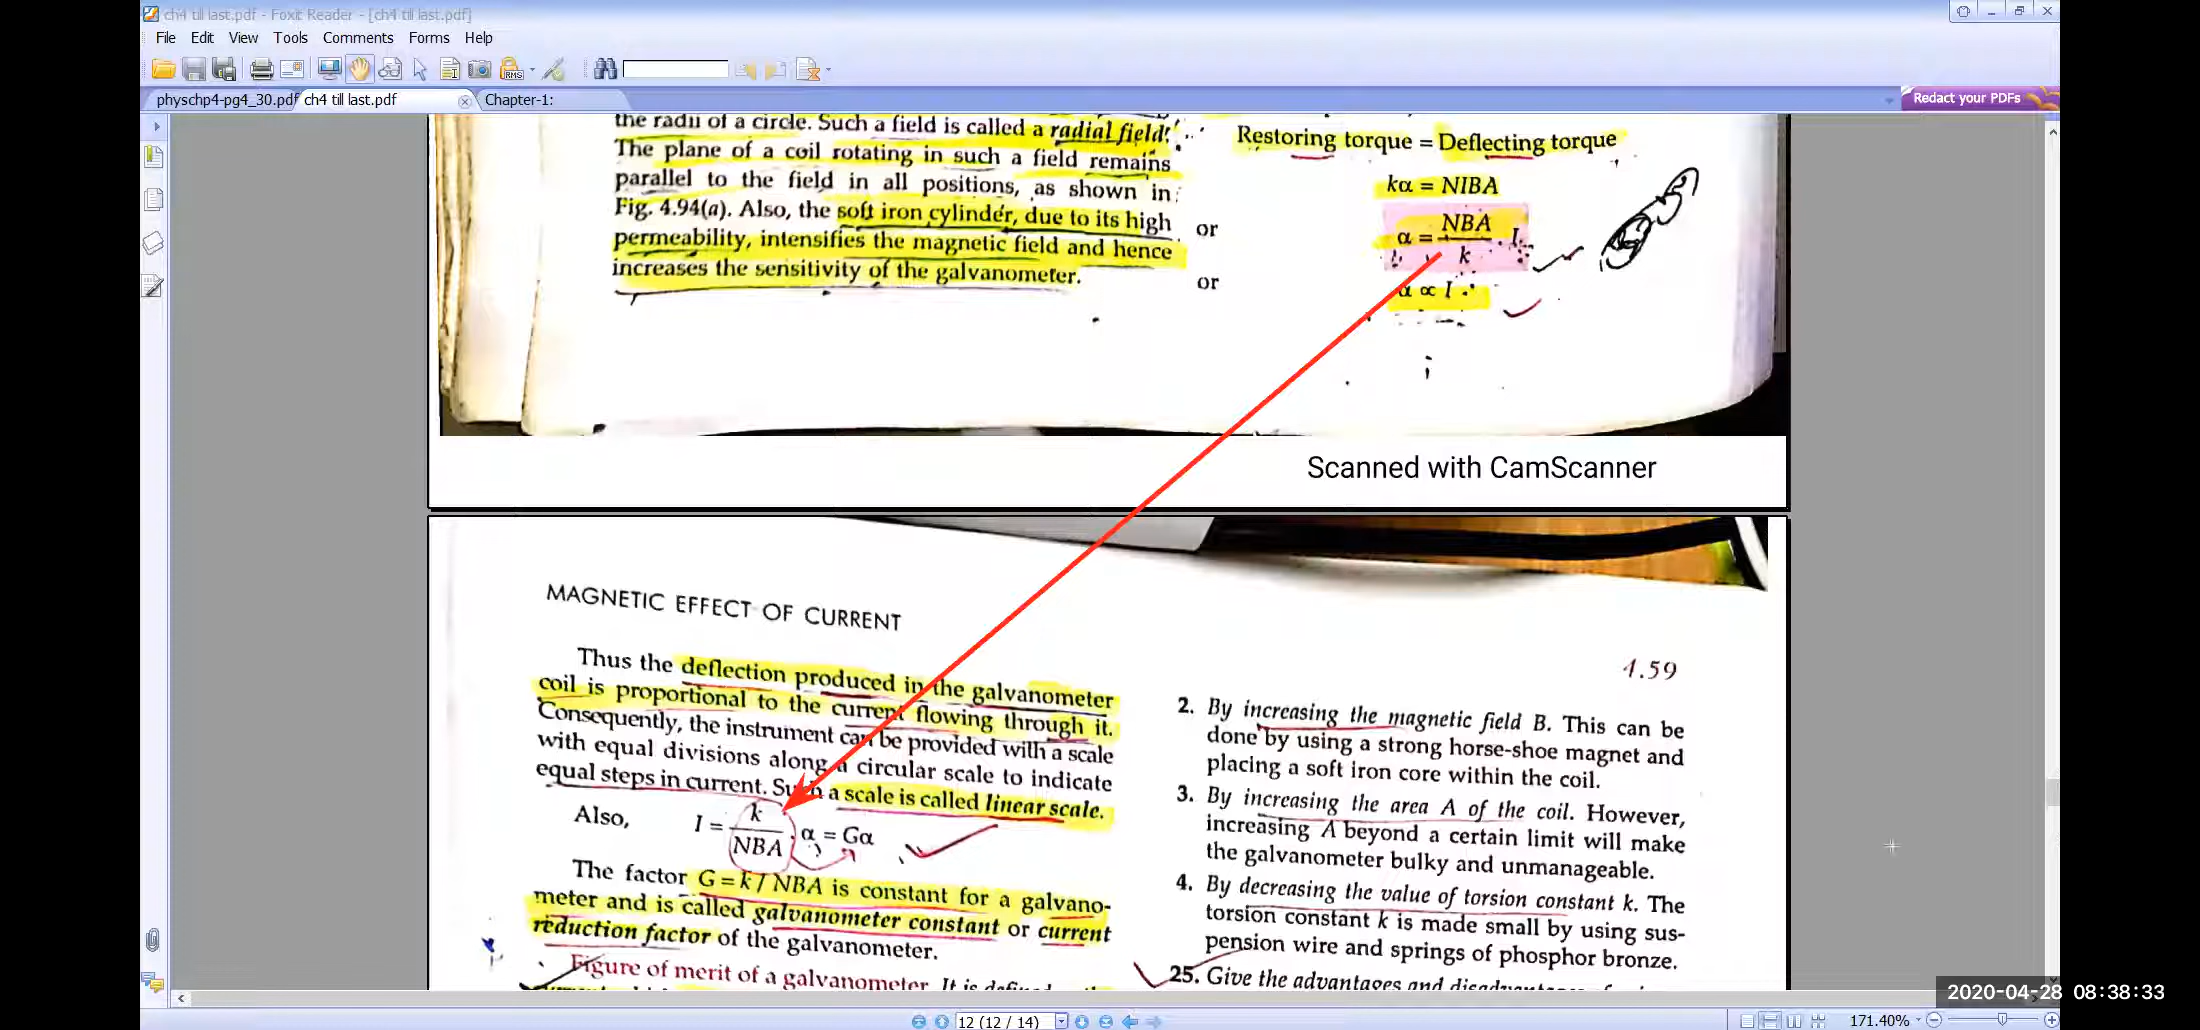 ch4 till last.pdf - Foxit Reader - [ch4 till last.pdf]
File Edit View Tools Comments Forms Help
physchp4-pg4_30.pdf ch4 till last.pdf Chapter-1: Redact your PDFs
the radii of a circle. Such a field is called a radial field.
The plane of a coil rotating in such a field remains
parallel to the field in all positions, as shown in
Fig. 4.94(a). Also, the soft iron cylinder, due to its high
permeability, intensifies the magnetic field and hence
increases the sensitivity of the galvanometer.
Restoring torque = Deflecting torque
kα = NIBA
or α = NBA/k . I
or α ∝ I
Scanned with CamScanner
MAGNETIC EFFECT OF CURRENT
4.59
Thus the deflection produced in the galvanometer
coil is proportional to the current flowing through it.
Consequently, the instrument can be provided with a scale
with equal divisions along a circular scale to indicate
equal steps in current. Such a scale is called linear scale.
Also, I = k/NBA . α = Gα
The factor G = k / NBA is constant for a galvano-
meter and is called galvanometer constant or current
reduction factor of the galvanometer.
Figure of merit of a galvanometer. It is defined
2. By increasing the magnetic field B. This can be
done by using a strong horse-shoe magnet and
placing a soft iron core within the coil.
3. By increasing the area A of the coil. However,
increasing A beyond a certain limit will make
the galvanometer bulky and unmanageable.
4. By decreasing the value of torsion constant k. The
torsion constant k is made small by using sus-
pension wire and springs of phosphor bronze.
25. Give the advantages and disadvantages of
2020-04-28 08:38:33
12 (12 / 14) 171.40%